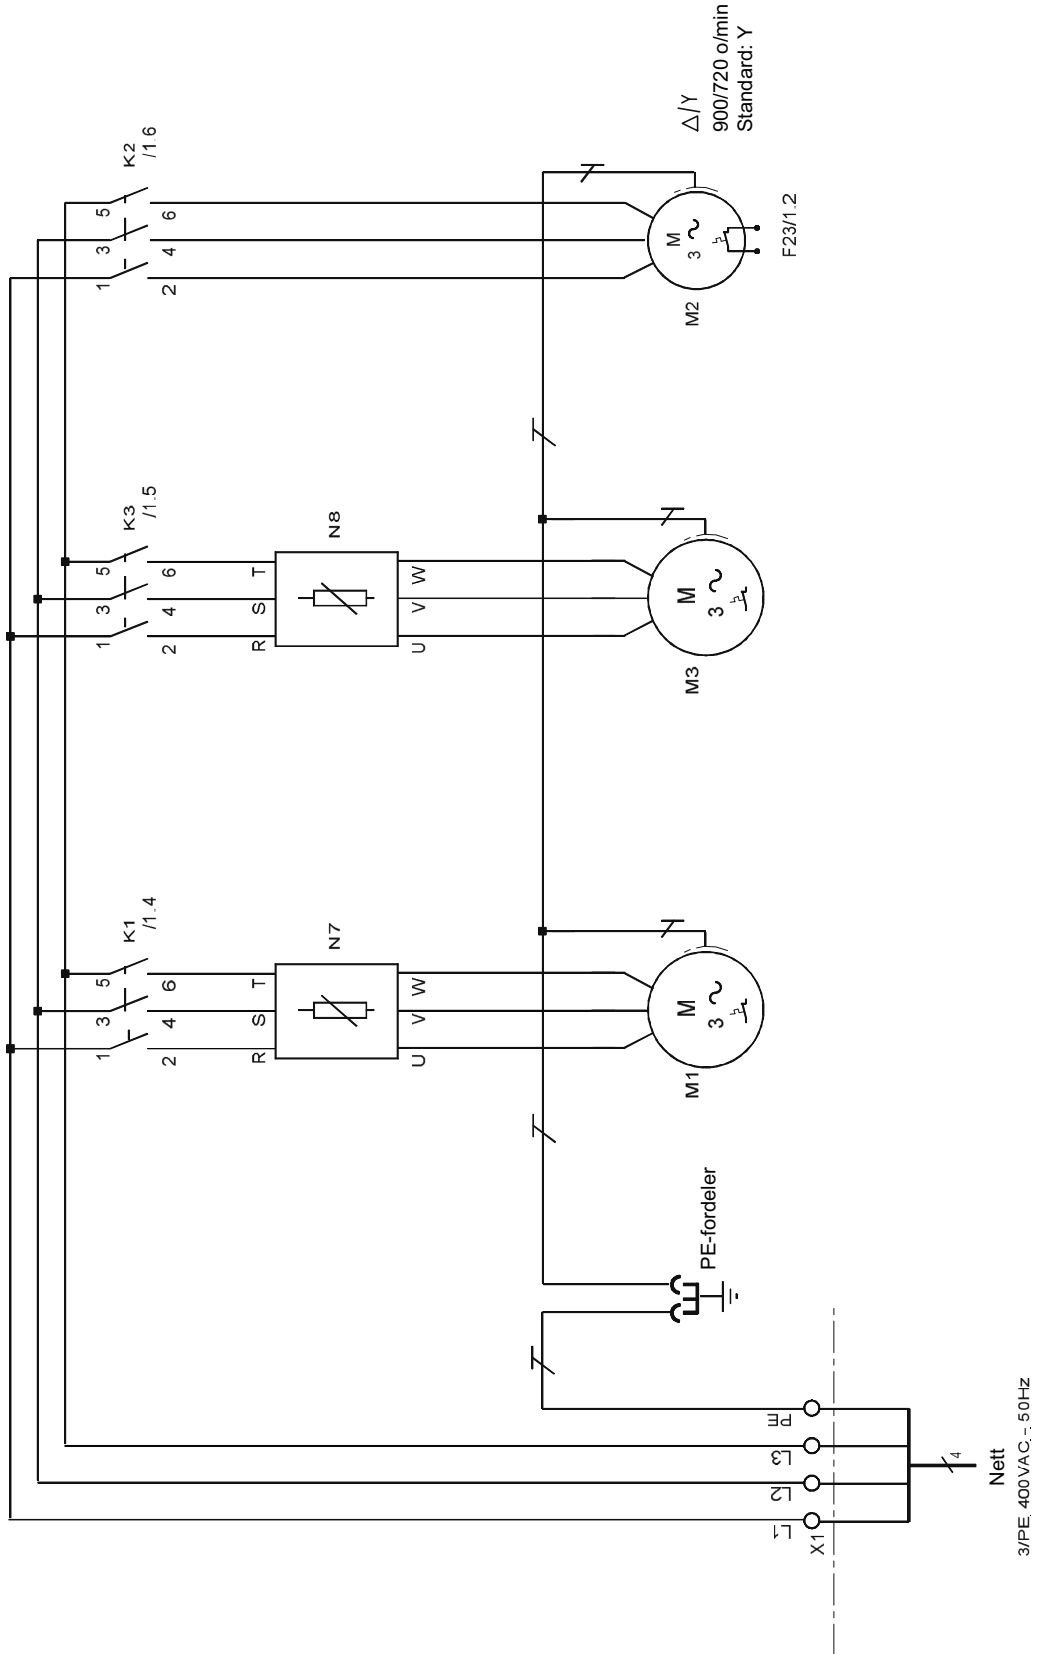 K1
/1.4
1
3
5
2
4
6
R
S
T
N7
U
V
W
M
3
M1
K3
/1.5
1
3
5
2
4
6
R
S
T
N8
U
V
W
M
3
M3
K2
/1.6
1
3
5
2
4
6
M
3
M2
F23/1.2
△/Y
900/720 o/min
Standard: Y
PE-fordeler
L1
L2
L3
PE
X1
4
Nett
3/PE 400VAC - 50Hz